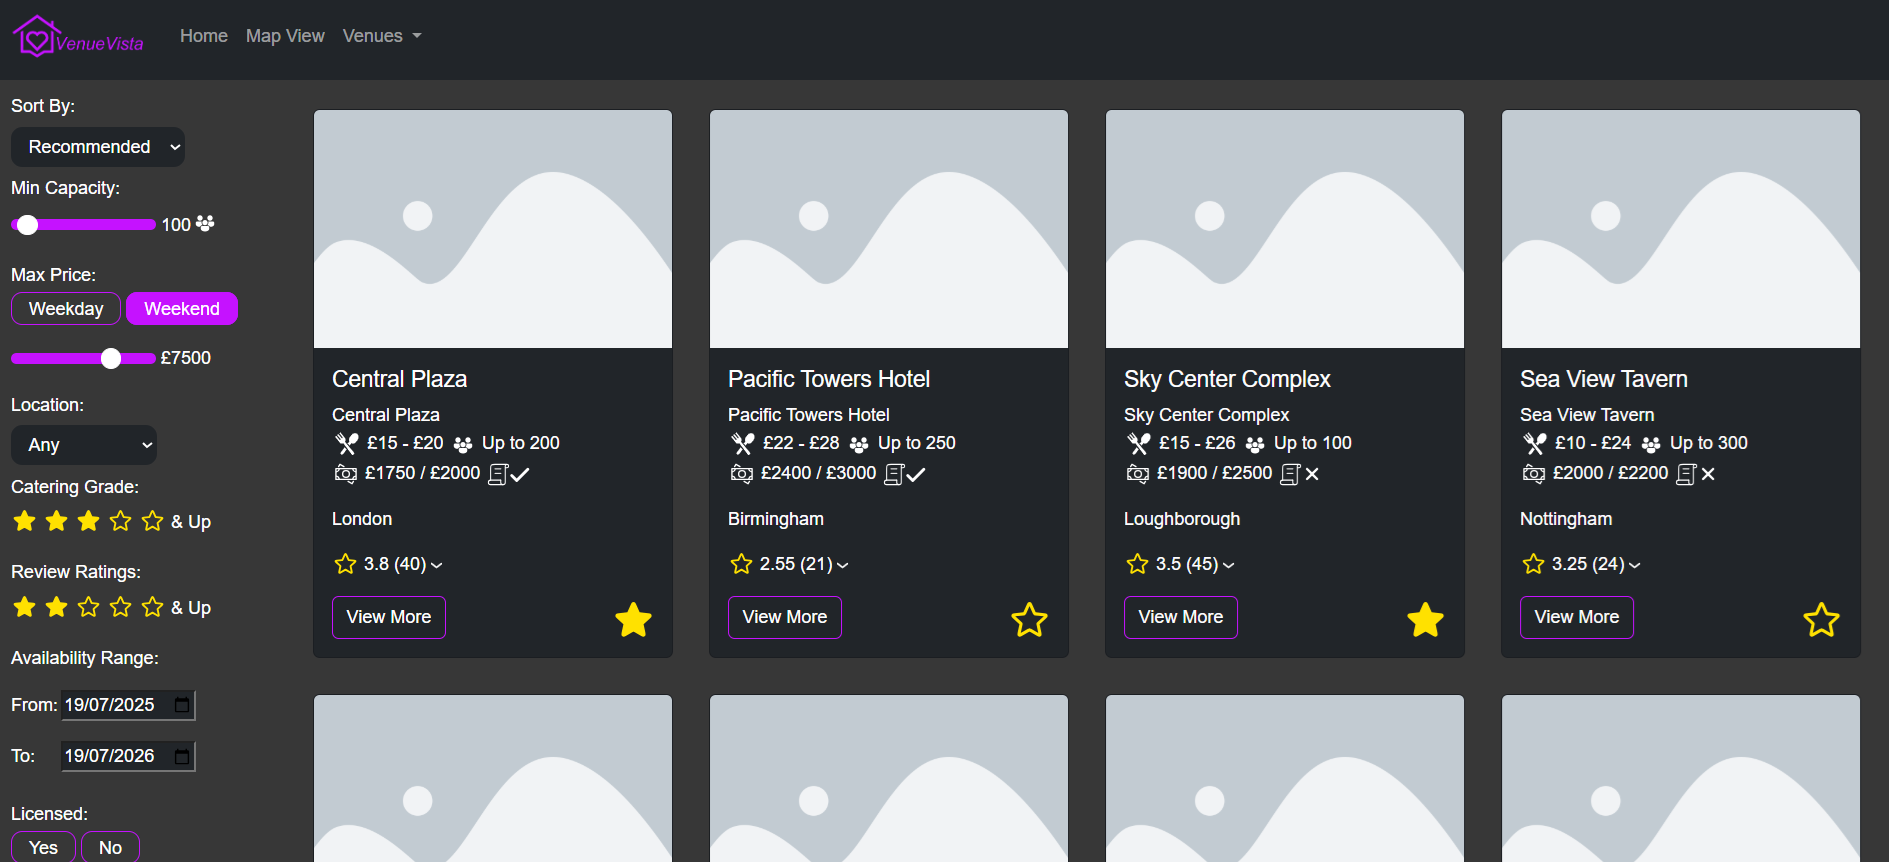 VenueVista
Home Map View Venues
Sort By:
Recommended
Min Capacity:
100
Max Price:
Weekday Weekend
£7500
Location:
Any
Catering Grade:
& Up
Review Ratings:
& Up
Availability Range:
From: 19/07/2025
To: 19/07/2026
Licensed:
Yes No
Central Plaza
Central Plaza
£15 - £20 Up to 200
£1750 / £2000
London
3.8 (40)
View More
Pacific Towers Hotel
Pacific Towers Hotel
£22 - £28 Up to 250
£2400 / £3000
Birmingham
2.55 (21)
View More
Sky Center Complex
Sky Center Complex
£15 - £26 Up to 100
£1900 / £2500
Loughborough
3.5 (45)
View More
Sea View Tavern
Sea View Tavern
£10 - £24 Up to 300
£2000 / £2200
Nottingham
3.25 (24)
View More